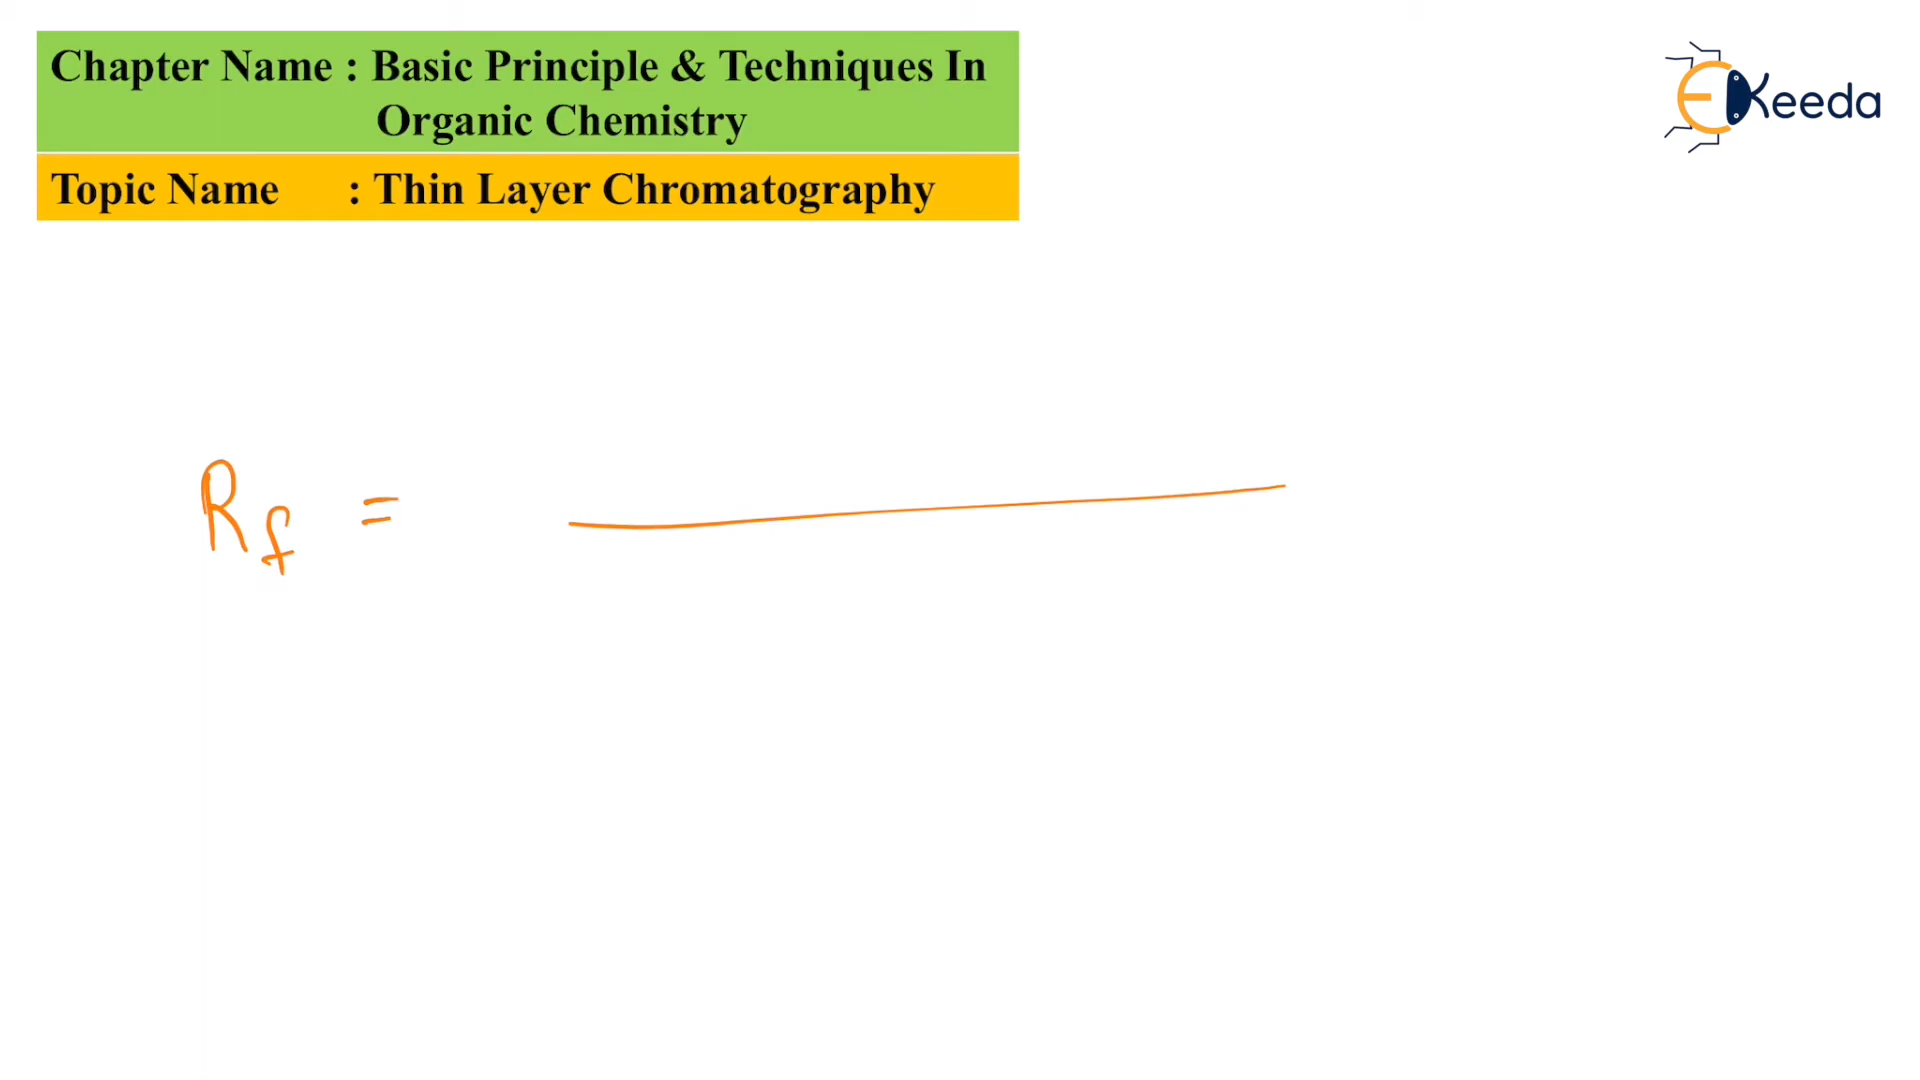 Chapter Name : Basic Principle & Techniques In
Organic Chemistry
Topic Name : Thin Layer Chromatography
EKeeda
Rf =